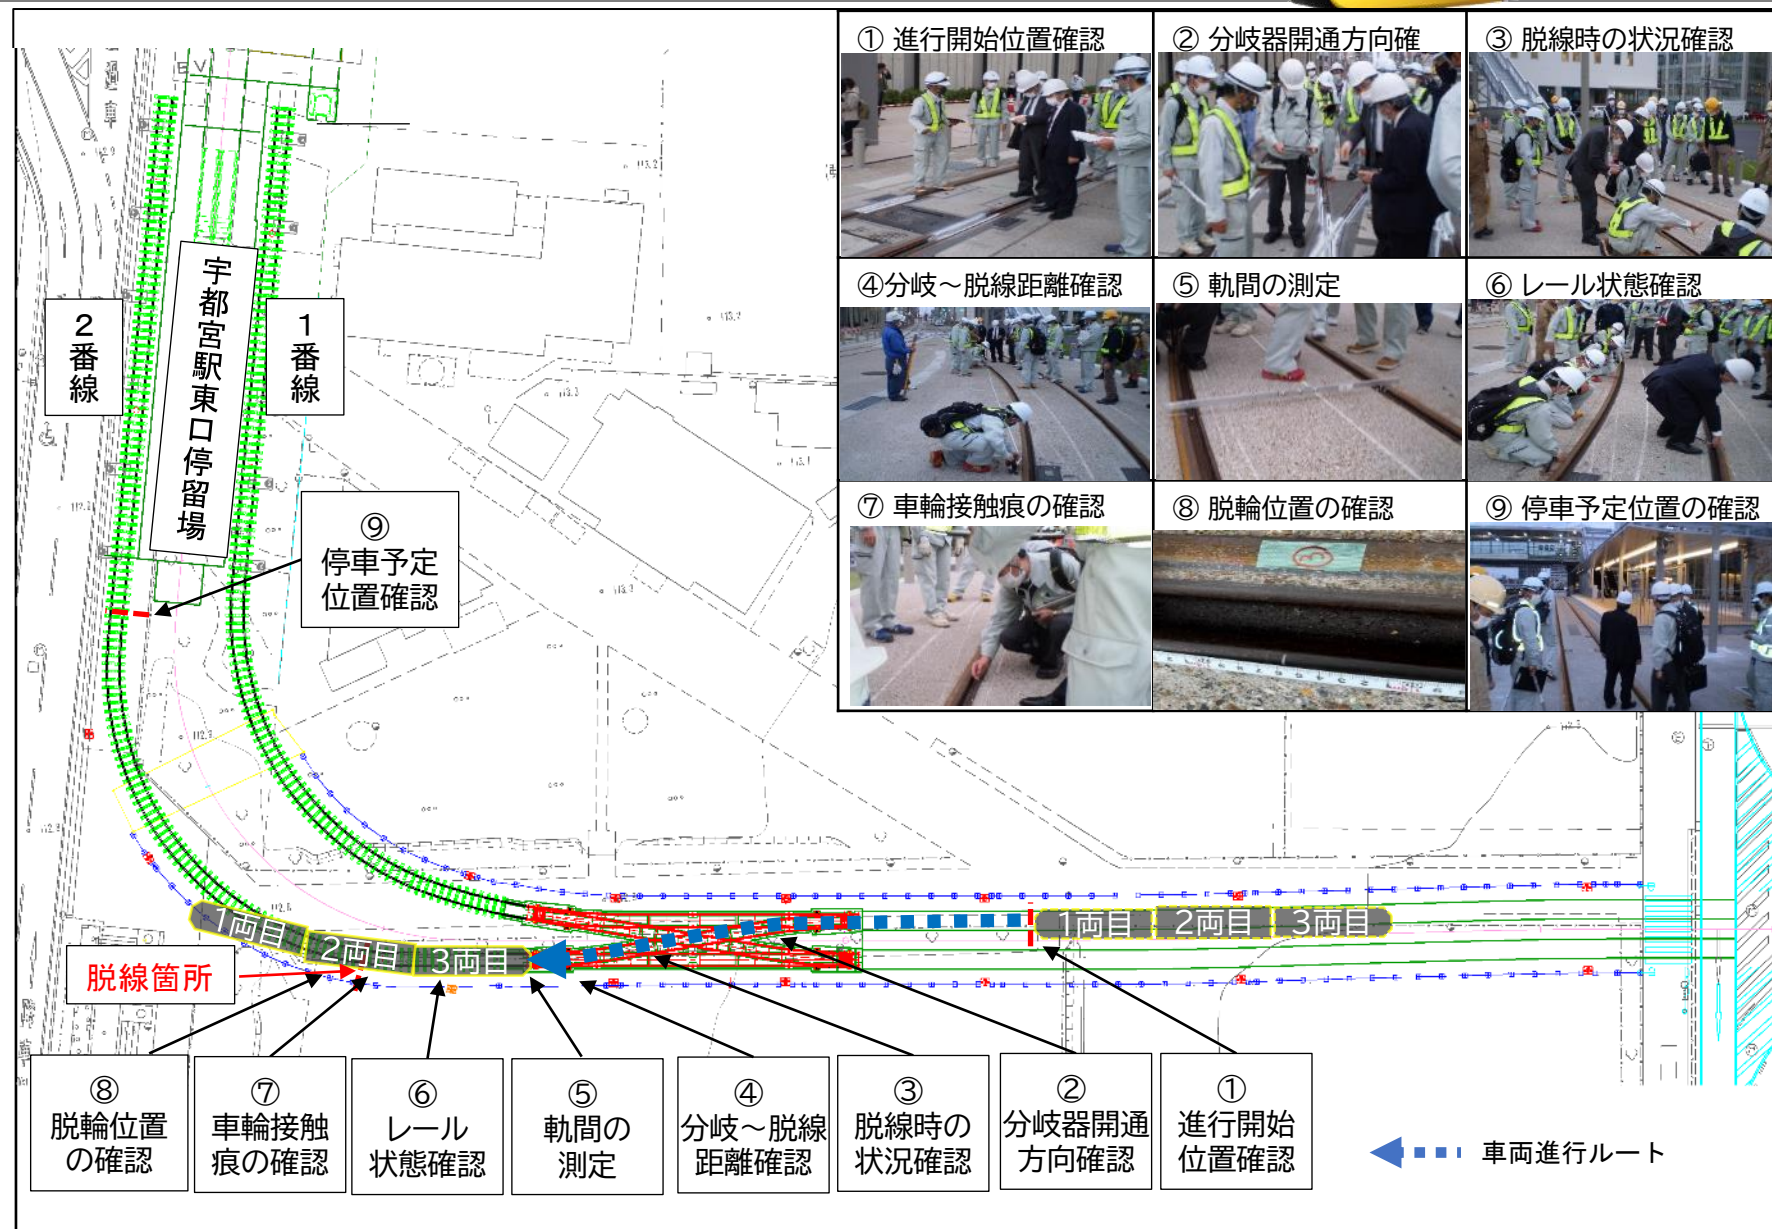 ① 進行開始位置確認
② 分岐器開通方向確
③ 脱線時の状況確認
④分岐～脱線距離確認
⑤ 軌間の測定
⑥ レール状態確認
⑦ 車輪接触痕の確認
⑧ 脱輪位置の確認
⑨ 停車予定位置の確認
EV
2番線
宇都宮駅東口停留場
1番線
⑨
停車予定
位置確認
1両目
2両目
3両目
1両目
2両目
3両目
脱線箇所
⑧
脱輪位置
の確認
⑦
車輪接触
痕の確認
⑥
レール
状態確認
⑤
軌間の
測定
④
分岐～脱線
距離確認
③
脱線時の
状況確認
②
分岐器開通
方向確認
①
進行開始
位置確認
車両進行ルート